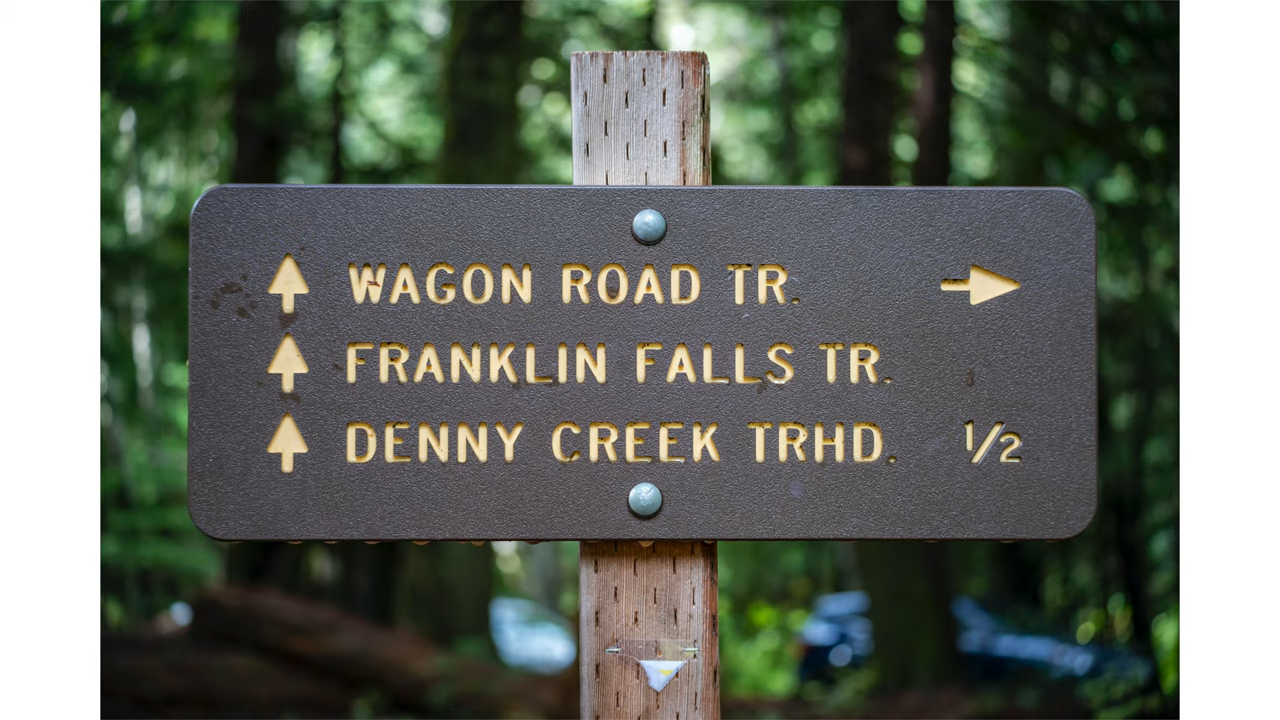 WAGON ROAD TR.
FRANKLIN FALLS TR.
DENNY CREEK TRHD. 1/2